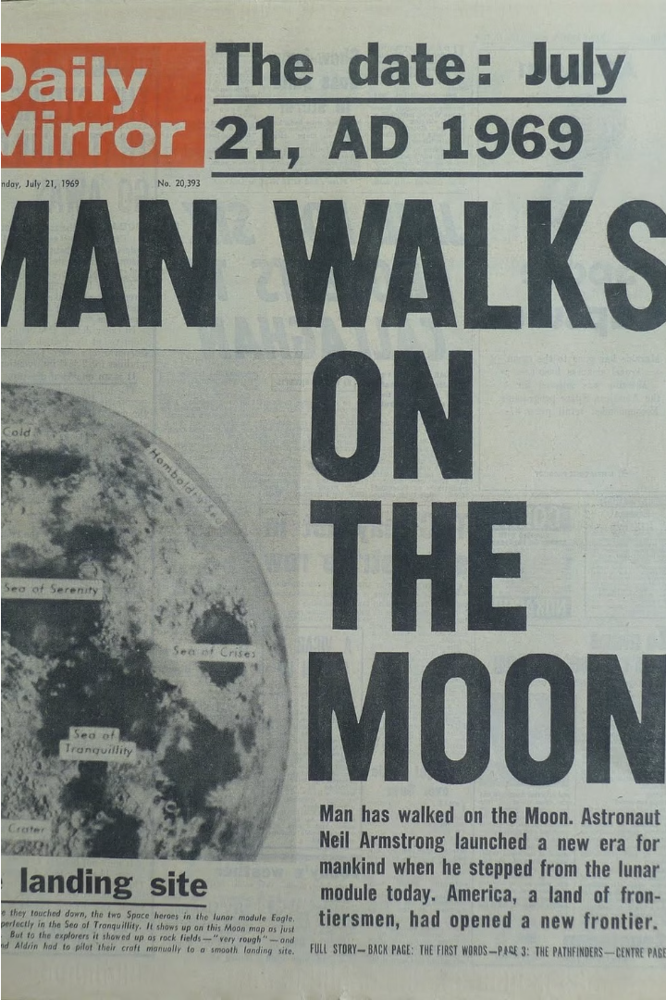 Daily
Mirror
The date: July
21, AD 1969
nday, July 21, 1969 No. 20,393
MAN WALKS
ON
THE
MOON
Cold
Humboldt's Sea
Sea of Serenity
Sea of Crises
Sea of
Tranquillity
Crater
landing site
they touched down, the two Space heroes in the lunar module Eagle.
perfectly in the Sea of Tranquillity. It shows up on this Moon map as just
But to the explorers it showed up as rock fields—"very rough"—and
nd Aldrin had to pilot their craft manually to a smooth landing site.
Man has walked on the Moon. Astronaut
Neil Armstrong launched a new era for
mankind when he stepped from the lunar
module today. America, a land of fron-
tiersmen, had opened a new frontier.
FULL STORY—BACK PAGE: THE FIRST WORDS—PAGE 3: THE PATHFINDERS—CENTRE PAGE